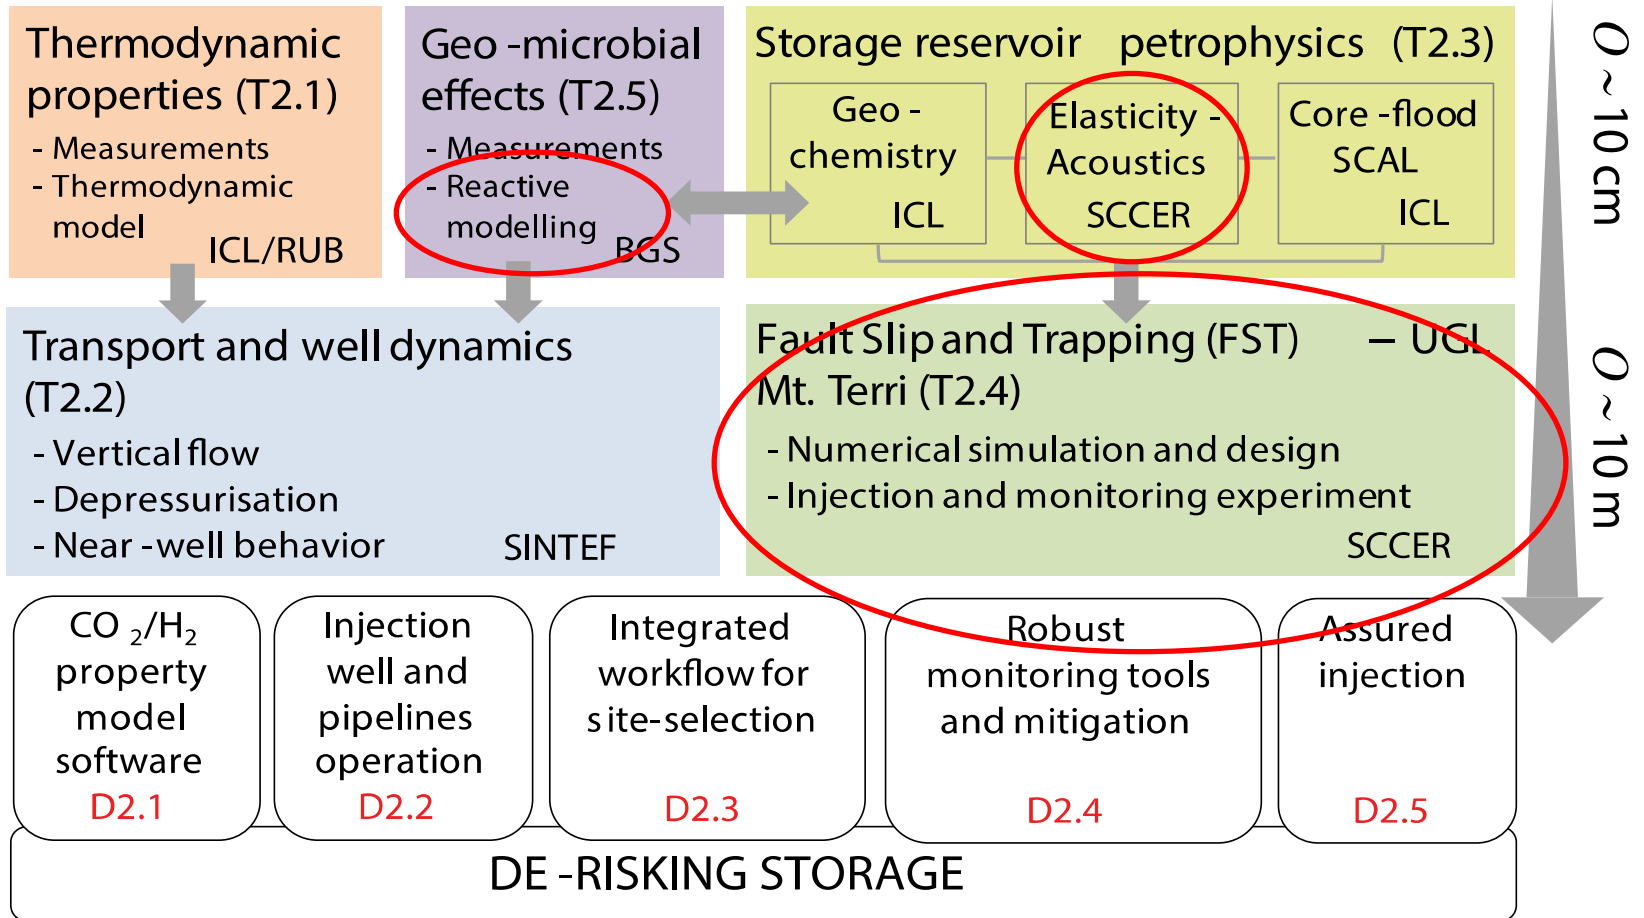 Thermodynamic
properties (T2.1)
- Measurements
- Thermodynamic
model
ICL/RUB
Geo -microbial
effects (T2.5)
- Measurements
- Reactive
modelling
BGS
Storage reservoir petrophysics (T2.3)
Geo -
chemistry
ICL
Elasticity -
Acoustics
SCCER
Core -flood
SCAL
ICL
O ~ 10 cm
Transport and well dynamics
(T2.2)
- Vertical flow
- Depressurisation
- Near -well behavior
SINTEF
Fault Slip and Trapping (FST) – UGL
Mt. Terri (T2.4)
- Numerical simulation and design
- Injection and monitoring experiment
SCCER
O ~ 10 m
CO ₂/H₂
property
model
software
D2.1
Injection
well and
pipelines
operation
D2.2
Integrated
workflow for
site-selection
D2.3
Robust
monitoring tools
and mitigation
D2.4
Assured
injection
D2.5
DE -RISKING STORAGE